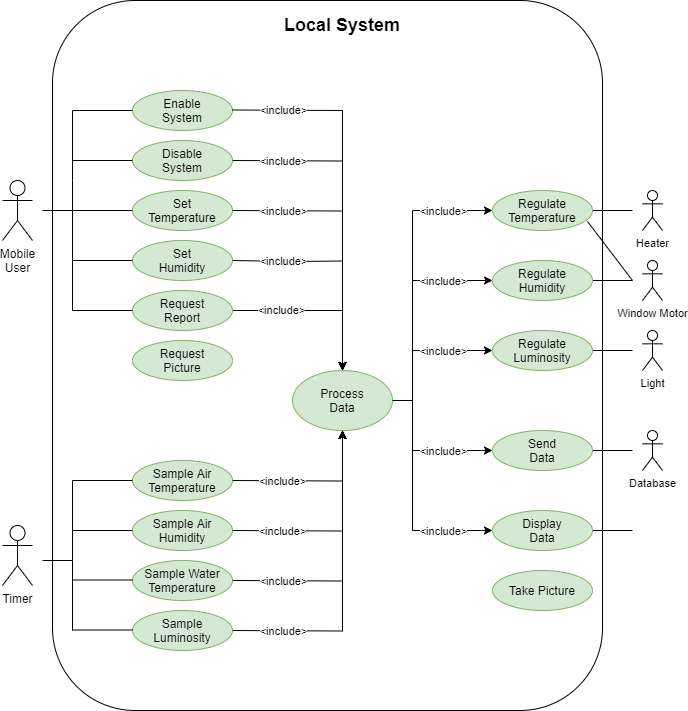 Local System
Enable
System
<include>
Disable
System
<include>
Set
Temperature
<include>
Set
Humidity
<include>
Request
Report
<include>
Request
Picture
Mobile
User
Process
Data
Sample Air
Temperature
<include>
Sample Air
Humidity
<include>
Sample Water
Temperature
<include>
Sample
Luminosity
<include>
Timer
<include>
Regulate
Temperature
Heater
<include>
Regulate
Humidity
Window Motor
<include>
Regulate
Luminosity
Light
<include>
Send
Data
Database
<include>
Display
Data
Take Picture